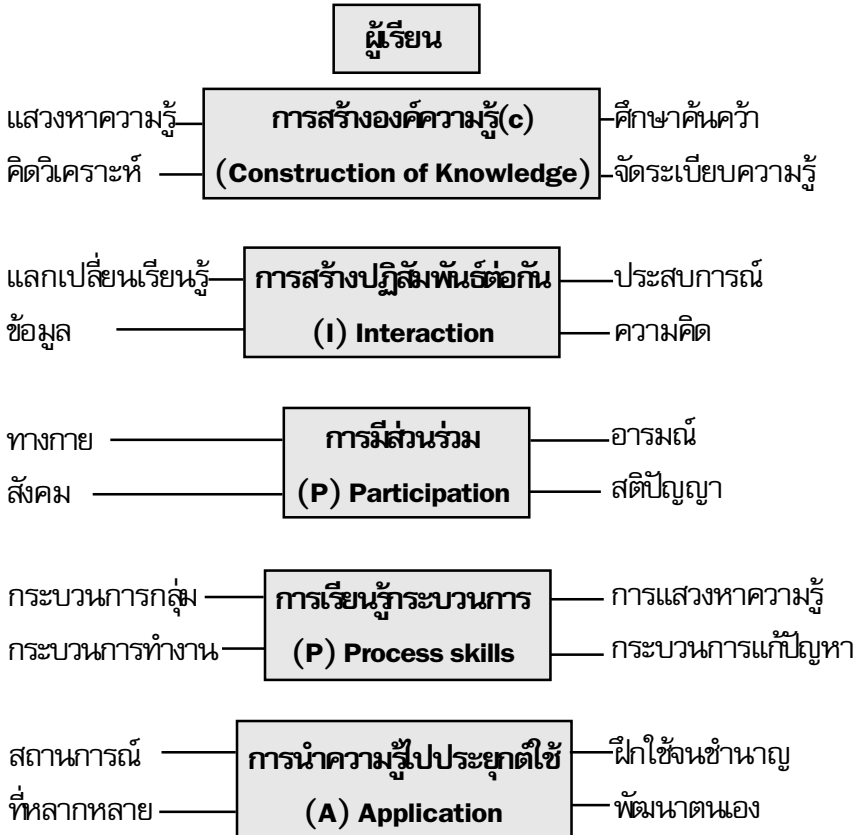 ผู้เรียน
แสวงหาความรู้ การสร้างองค์ความรู้(c) ศึกษาค้นคว้า
คิดวิเคราะห์ (Construction of Knowledge) จัดระเบียบความรู้
แลกเปลี่ยนเรียนรู้ การสร้างปฏิสัมพันธ์ต่อกัน ประสบการณ์
ข้อมูล (I) Interaction ความคิด
ทางกาย การมีส่วนร่วม อารมณ์
สังคม (P) Participation สติปัญญา
กระบวนการกลุ่ม การเรียนรู้กระบวนการ การแสวงหาความรู้
กระบวนการทำงาน (P) Process skills กระบวนการแก้ปัญหา
สถานการณ์ การนำความรู้ไปประยุกต์ใช้ ฝึกใช้จนชำนาญ
ที่หลากหลาย (A) Application พัฒนาตนเอง